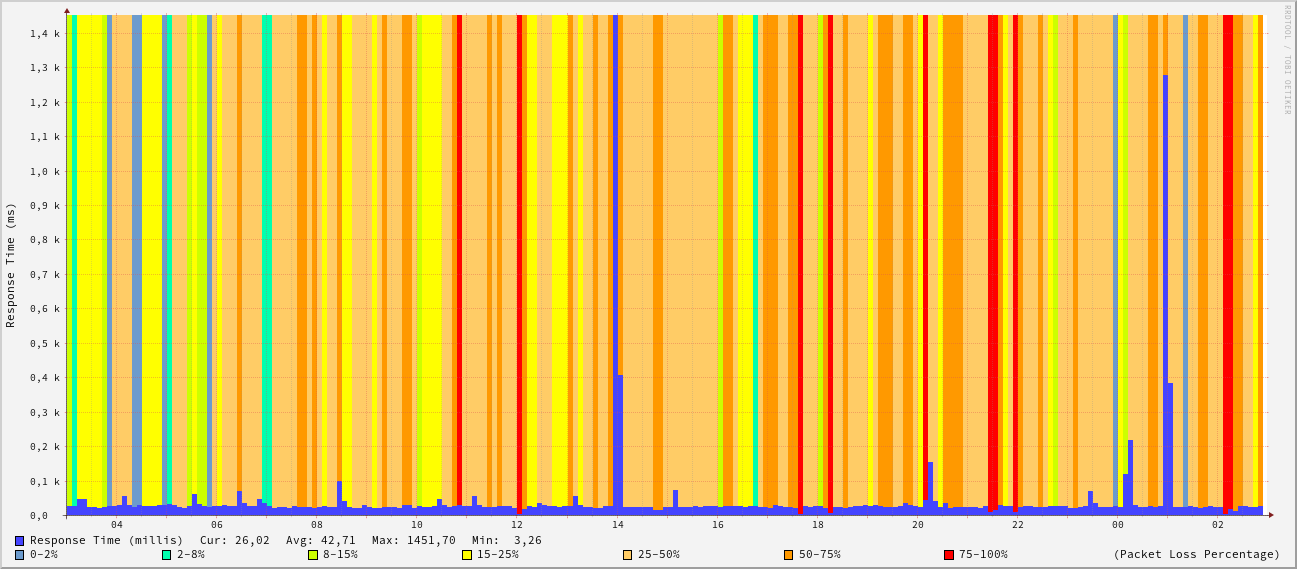 RRDTOOL / TOBI OETIKER
Response Time (ms)
1,4 k
1,3 k
1,2 k
1,1 k
1,0 k
0,9 k
0,8 k
0,7 k
0,6 k
0,5 k
0,4 k
0,3 k
0,2 k
0,1 k
0,0
04 06 08 10 12 14 16 18 20 22 00 02
Response Time (millis) Cur: 26,02 Avg: 42,71 Max: 1451,70 Min: 3,26
0-2% 2-8% 8-15% 15-25% 25-50% 50-75% 75-100% (Packet Loss Percentage)